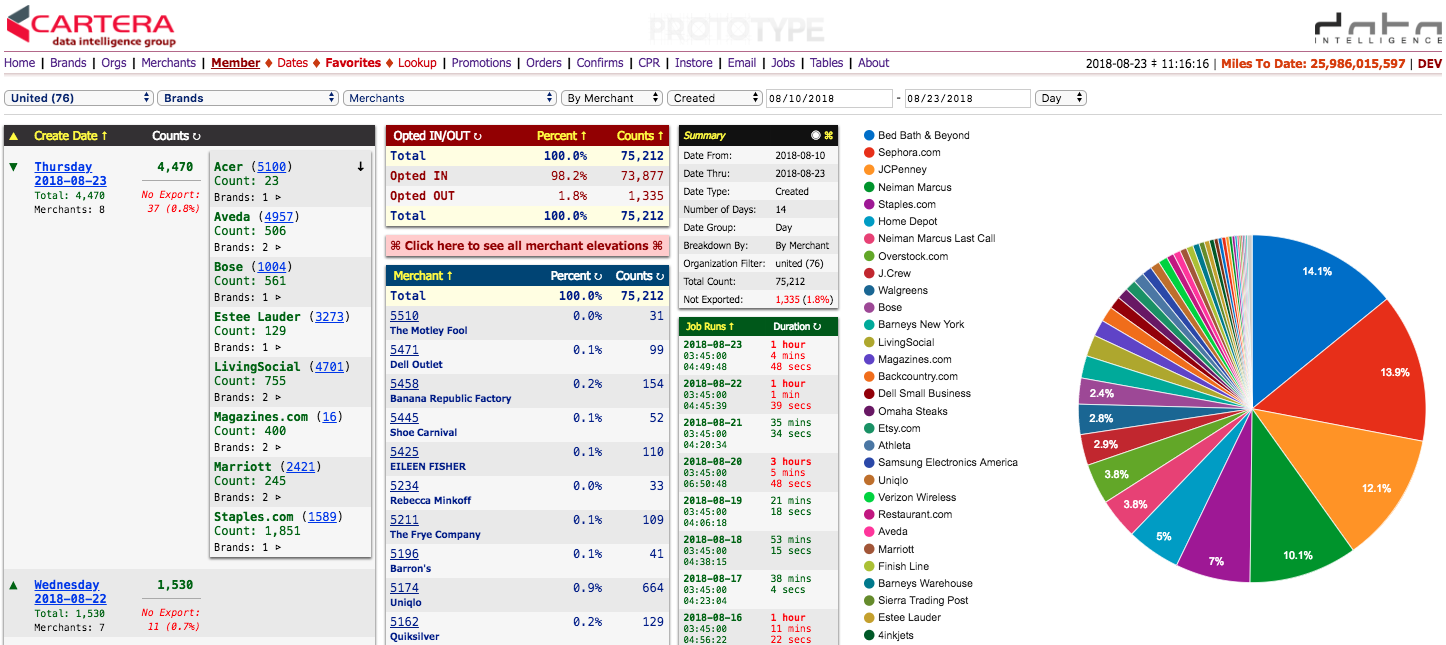 CARTERA
data intelligence group
PROTOTYPE
data
INTELLIGENCE
Home | Brands | Orgs | Merchants | Member ♦ Dates ♦ Favorites ♦ Lookup | Promotions | Orders | Confirms | CPR | Instore | Email | Jobs | Tables | About
2018-08-23 ‡ 11:16:16 | Miles To Date: 25,986,015,597 | DEV
United (76) Brands Merchants By Merchant Created 08/10/2018 - 08/23/2018 Day
▲ Create Date ↑ Counts ↻
▼ Thursday 4,470
2018-08-23
Total: 4,470 No Export:
Merchants: 8 37 (0.8%)
Acer (5100) ↓
Count: 23
Brands: 1 ▹
Aveda (4957)
Count: 506
Brands: 2 ▹
Bose (1004)
Count: 561
Brands: 1 ▹
Estee Lauder (3273)
Count: 129
Brands: 1 ▹
LivingSocial (4701)
Count: 755
Brands: 2 ▹
Magazines.com (16)
Count: 400
Brands: 2 ▹
Marriott (2421)
Count: 245
Brands: 2 ▹
Staples.com (1589)
Count: 1,851
Brands: 1 ▹
▲ Wednesday 1,530
2018-08-22
Total: 1,530 No Export:
Merchants: 7 11 (0.7%)
Opted IN/OUT ↻ Percent ↑ Counts ↑
Total 100.0% 75,212
Opted IN 98.2% 73,877
Opted OUT 1.8% 1,335
Total 100.0% 75,212
⌘ Click here to see all merchant elevations ⌘
Merchant ↑ Percent ↻ Counts ↻
Total 100.0% 75,212
5510 0.0% 31
The Motley Fool
5471 0.1% 99
Dell Outlet
5458 0.2% 154
Banana Republic Factory
5445 0.1% 52
Shoe Carnival
5425 0.1% 110
EILEEN FISHER
5234 0.0% 33
Rebecca Minkoff
5211 0.1% 109
The Frye Company
5196 0.1% 41
Barron's
5174 0.9% 664
Uniqlo
5162 0.2% 129
Quiksilver
Summary ◉ ⌘
Date From: 2018-08-10
Date Thru: 2018-08-23
Date Type: Created
Number of Days: 14
Date Group: Day
Breakdown By: By Merchant
Organization Filter: united (76)
Total Count: 75,212
Not Exported: 1,335 (1.8%)
Job Runs ↑ Duration ↻
2018-08-23 1 hour
03:45:00 4 mins
04:49:48 48 secs
2018-08-22 1 hour
03:45:00 1 min
04:45:39 39 secs
2018-08-21 35 mins
03:45:00 34 secs
04:20:34
2018-08-20 3 hours
03:45:00 5 mins
06:50:48 48 secs
2018-08-19 21 mins
03:45:00 18 secs
04:06:18
2018-08-18 53 mins
03:45:00 15 secs
04:38:15
2018-08-17 38 mins
03:45:00 4 secs
04:23:04
2018-08-16 1 hour
03:45:00 11 mins
04:56:22 22 secs
Bed Bath & Beyond
Sephora.com
JCPenney
Neiman Marcus
Staples.com
Home Depot
Neiman Marcus Last Call
Overstock.com
J.Crew
Walgreens
Bose
Barneys New York
LivingSocial
Magazines.com
Backcountry.com
Dell Small Business
Omaha Steaks
Etsy.com
Athleta
Samsung Electronics America
Uniqlo
Verizon Wireless
Restaurant.com
Aveda
Marriott
Finish Line
Barneys Warehouse
Sierra Trading Post
Estee Lauder
4inkjets
14.1%
13.9%
12.1%
10.1%
7%
5%
3.8%
3.8%
2.9%
2.8%
2.4%